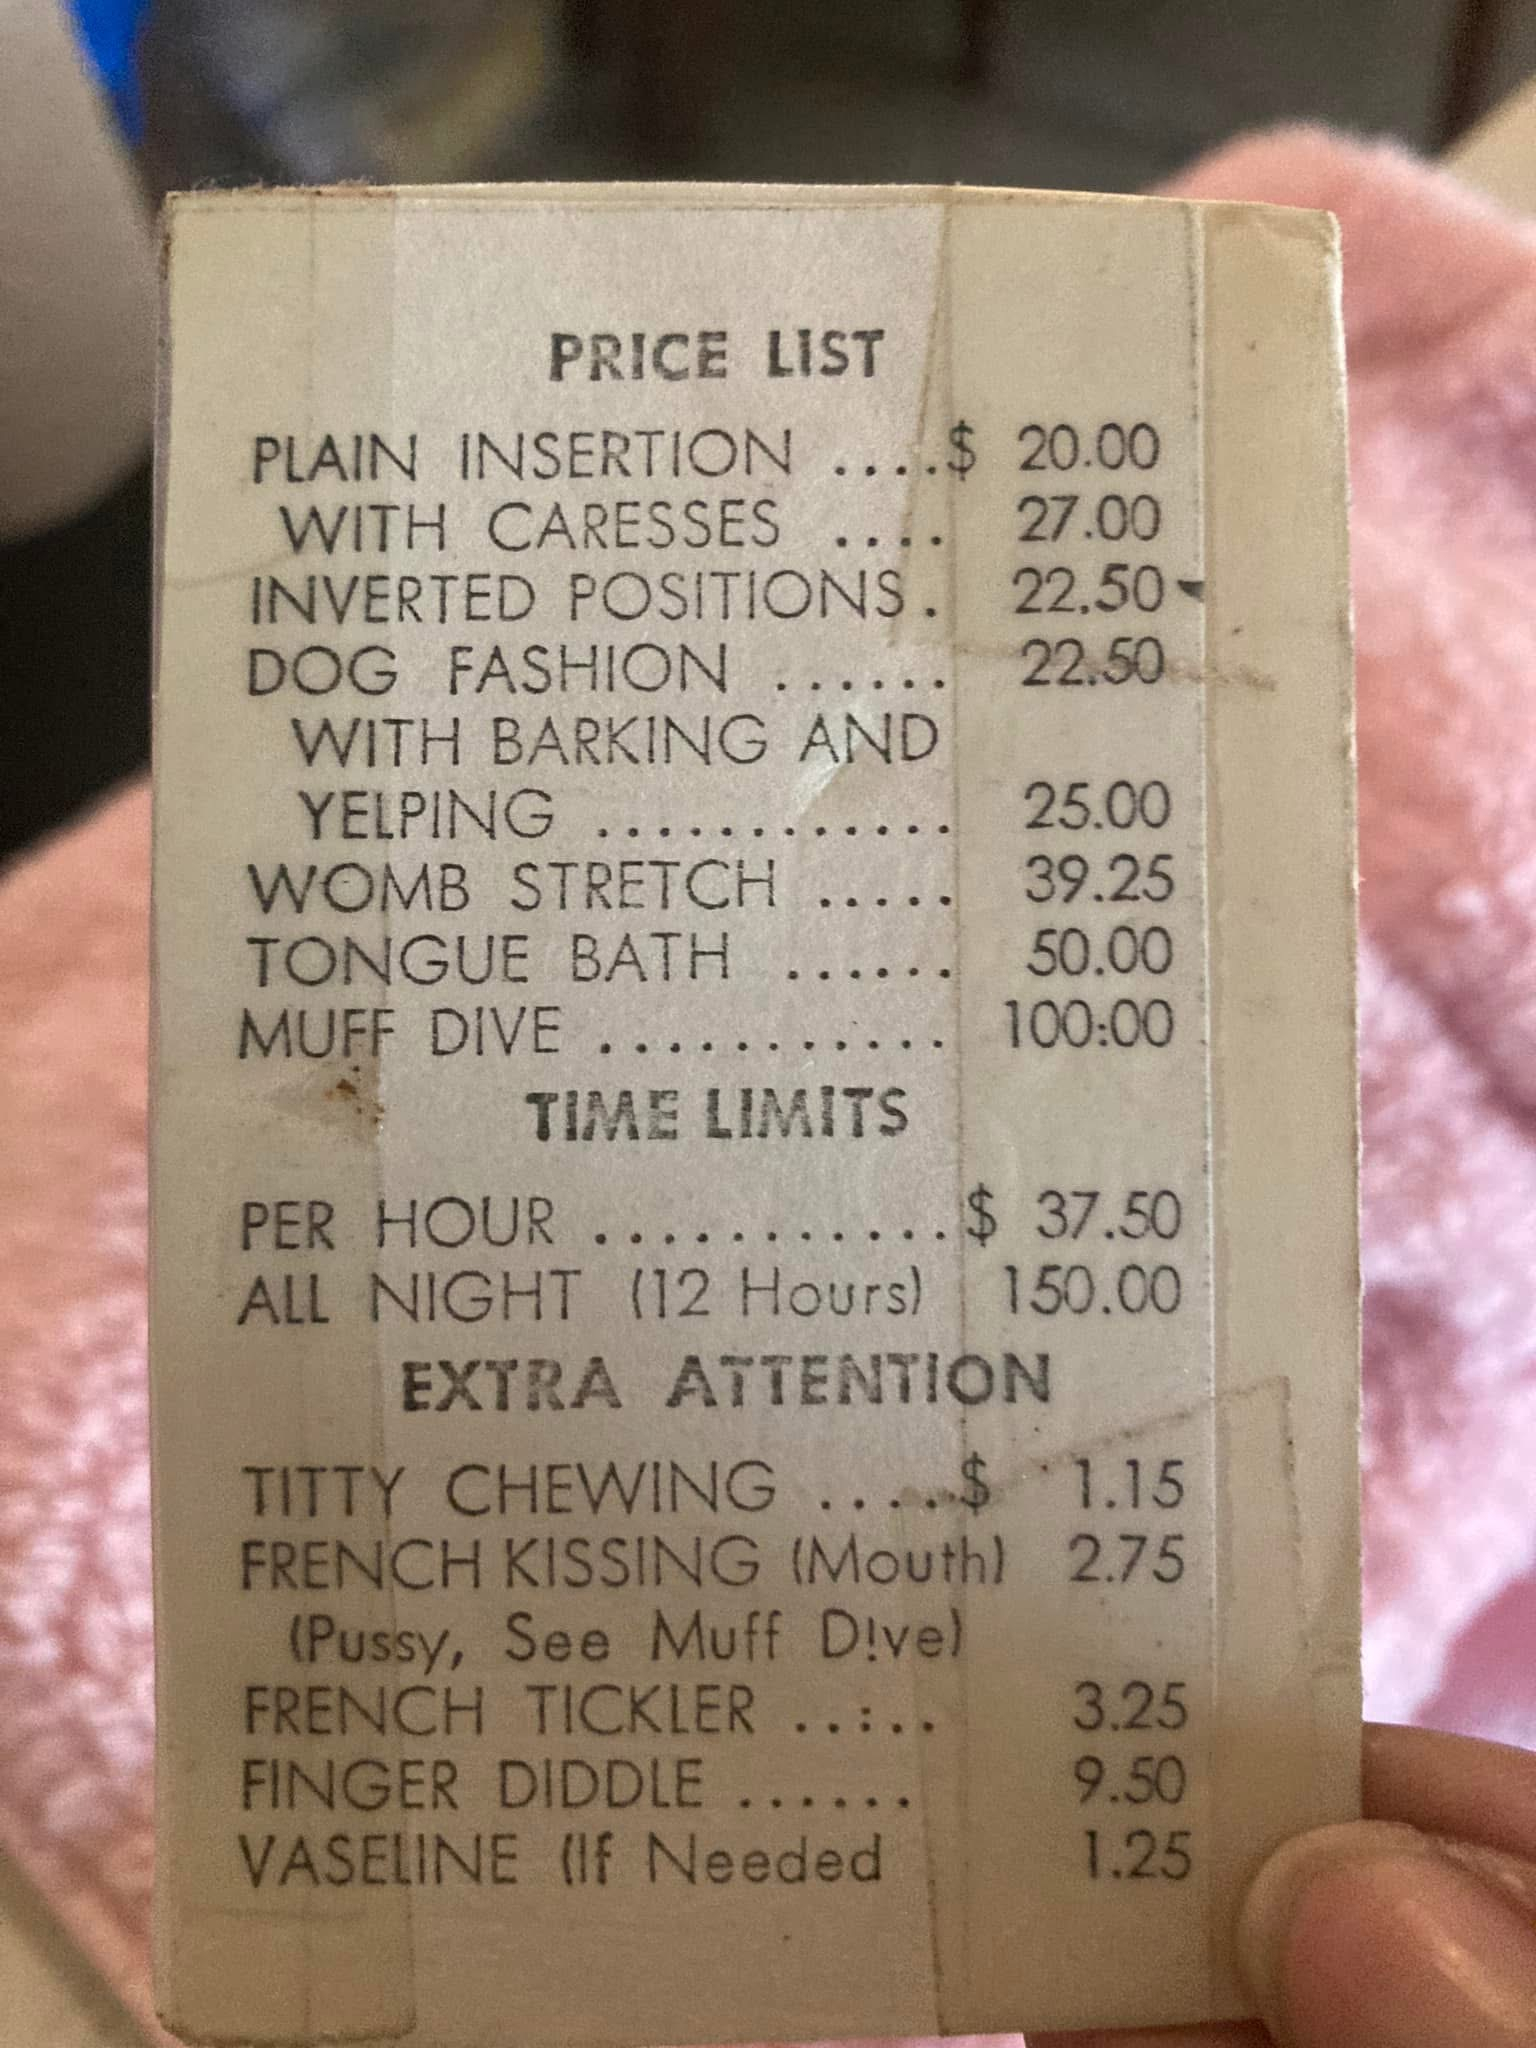 PRICE LIST
PLAIN INSERTION ....$ 20.00
WITH CARESSES .... 27.00
INVERTED POSITIONS. 22.50
DOG FASHION ...... 22.50
WITH BARKING AND
YELPING ............. 25.00
WOMB STRETCH ..... 39.25
TONGUE BATH ...... 50.00
MUFF DIVE ............ 100:00
TIME LIMITS
PER HOUR ............$ 37.50
ALL NIGHT (12 Hours) 150.00
EXTRA ATTENTION
TITTY CHEWING ....$ 1.15
FRENCH KISSING (Mouth) 2.75
(Pussy, See Muff D!ve)
FRENCH TICKLER ..:.. 3.25
FINGER DIDDLE ...... 9.50
VASELINE (If Needed 1.25